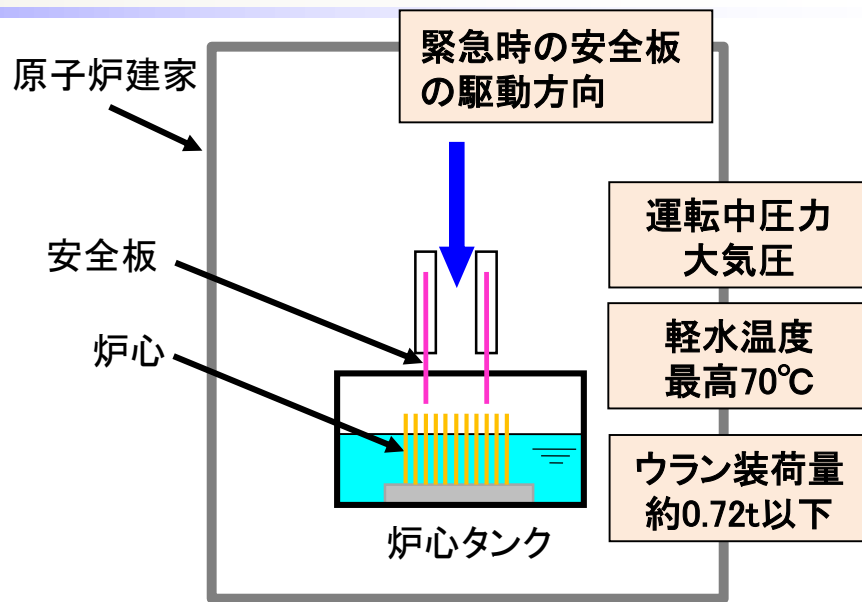 緊急時の安全板
の駆動方向
原子炉建家
運転中圧力
大気圧
安全板
軽水温度
最高70℃
炉心
ウラン装荷量
約0.72t以下
炉心タンク